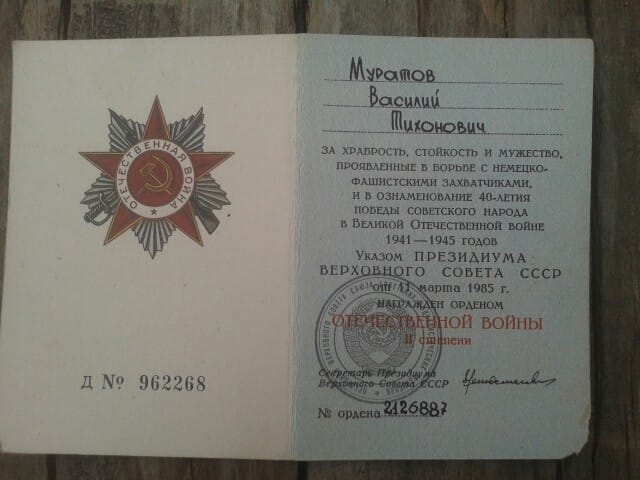 ОТЕЧЕСТВЕННАЯ ВОЙНА
Д № 962268
Муратов
Василий
Тихонович
ЗА ХРАБРОСТЬ, СТОЙКОСТЬ И МУЖЕСТВО,
ПРОЯВЛЕННЫЕ В БОРЬБЕ С НЕМЕЦКО-
ФАШИСТСКИМИ ЗАХВАТЧИКАМИ,
И В ОЗНАМЕНОВАНИЕ 40-ЛЕТИЯ
ПОБЕДЫ СОВЕТСКОГО НАРОДА
В ВЕЛИКОЙ ОТЕЧЕСТВЕННОЙ ВОЙНЕ
1941—1945 ГОДОВ
УКАЗОМ ПРЕЗИДИУМА
ВЕРХОВНОГО СОВЕТА СССР
от 11 марта 1985 г.
НАГРАЖДЕН ОРДЕНОМ
ОТЕЧЕСТВЕННОЙ ВОЙНЫ
II степени
Секретарь Президиума
Верховного Совета СССР
№ ордена 2126887